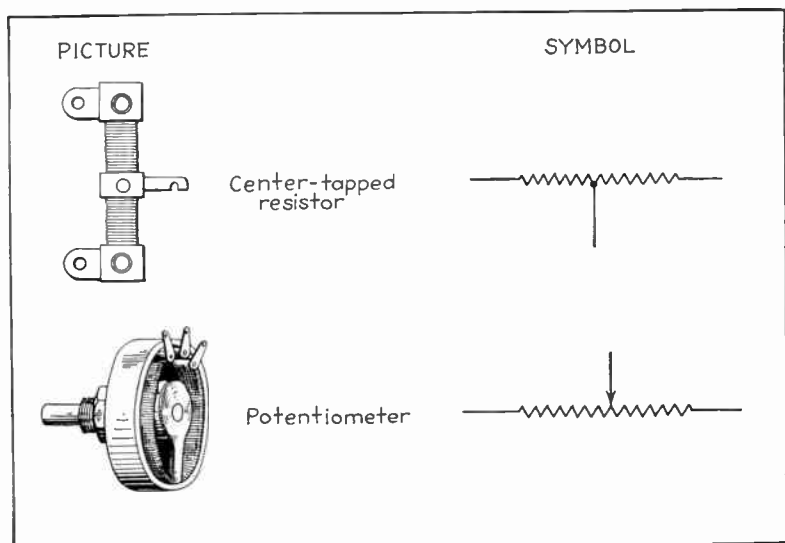 PICTURE
SYMBOL
Center-tapped
resistor
Potentiometer